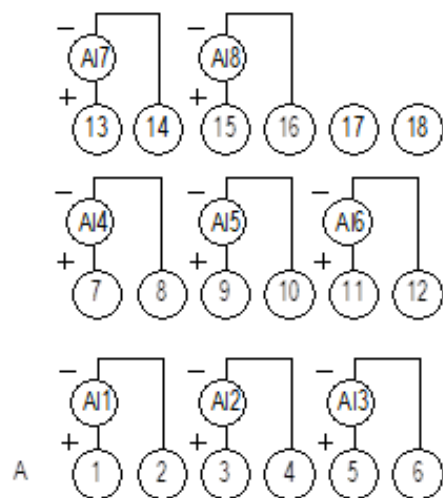 − −
AI7 AI8
+ +
13 14 15 16 17 18
− − −
AI4 AI5 AI6
+ + +
7 8 9 10 11 12
− − −
AI1 AI2 AI3
+ + +
A 1 2 3 4 5 6